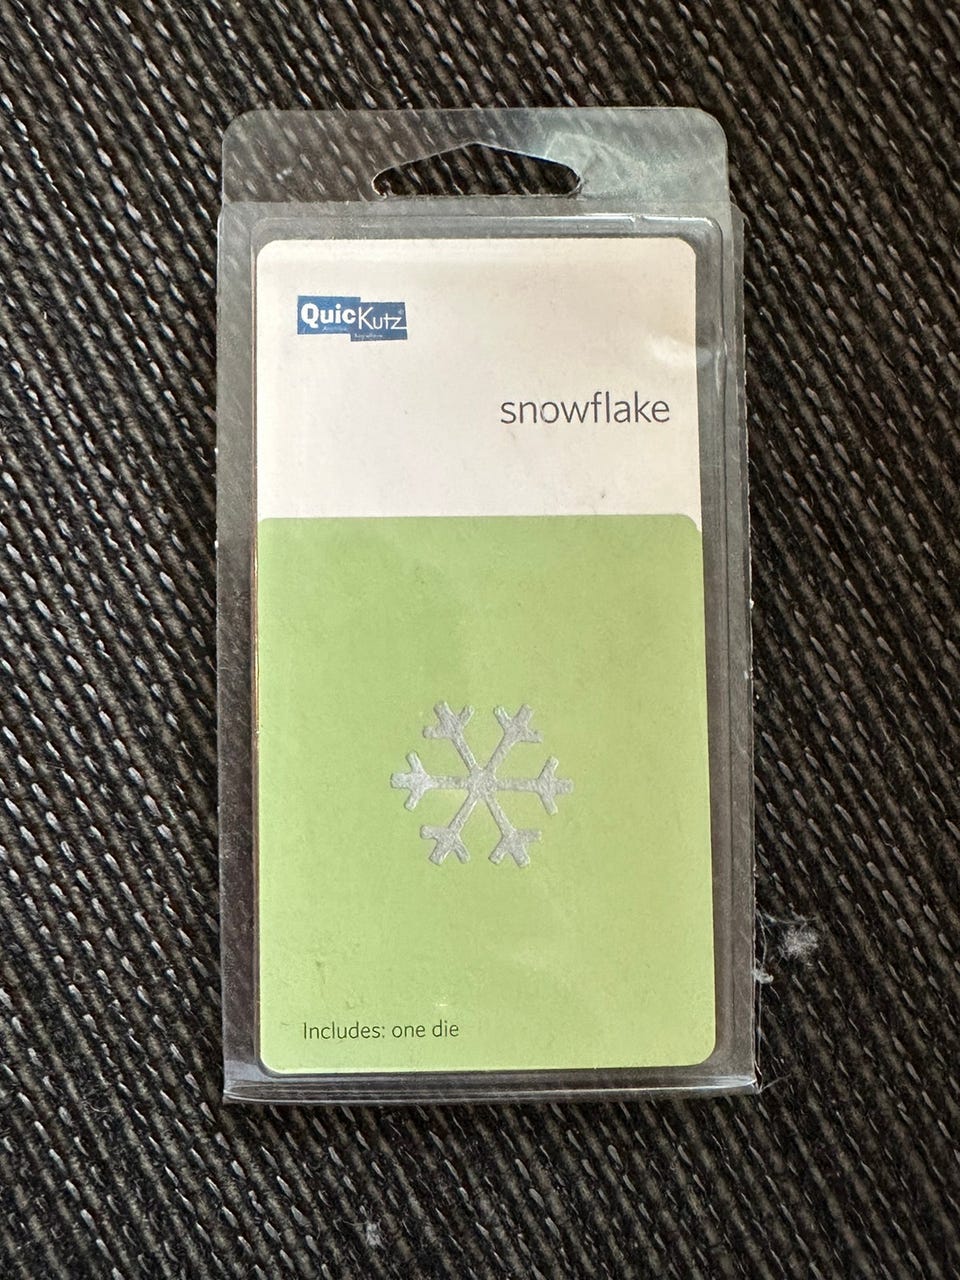 QuicKutz
snowflake
Includes: one die